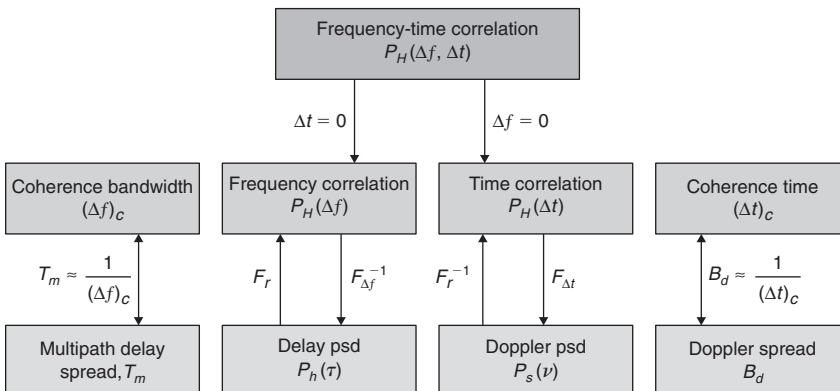 Frequency-time correlation
P_H(Δf, Δt)
Δt = 0
Δf = 0
Coherence bandwidth
(Δf)_c
Frequency correlation
P_H(Δf)
Time correlation
P_H(Δt)
Coherence time
(Δt)_c
T_m ≈ 1/(Δf)_c
F_r
F_Δf^−1
F_r^−1
F_Δt
B_d ≈ 1/(Δt)_c
Multipath delay
spread, T_m
Delay psd
P_h(τ)
Doppler psd
P_s(ν)
Doppler spread
B_d